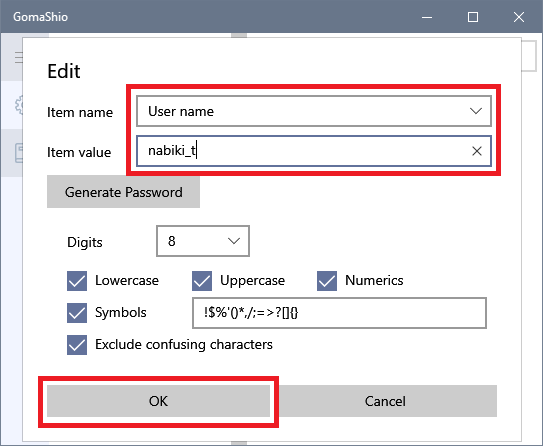 GomaShio
Edit
Item name User name
Item value nabiki_t
Generate Password
Digits 8
Lowercase Uppercase Numerics
Symbols !$%'()*,/;=>?[]{}
Exclude confusing characters
OK Cancel